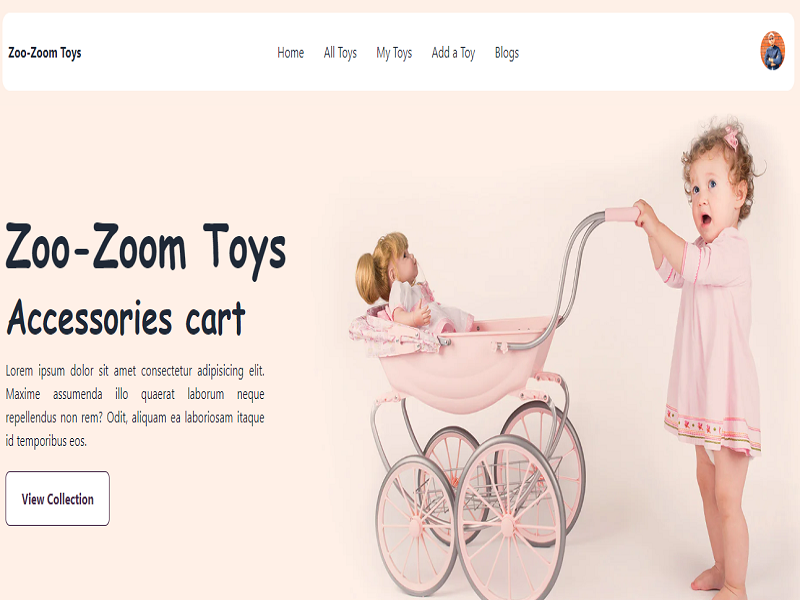 Zoo-Zoom Toys
Home All Toys My Toys Add a Toy Blogs
Zoo-Zoom Toys
Accessories cart
Lorem ipsum dolor sit amet consectetur adipisicing elit.
Maxime assumenda illo quaerat laborum neque
repellendus non rem? Odit, aliquam ea laboriosam itaque
id temporibus eos.
View Collection